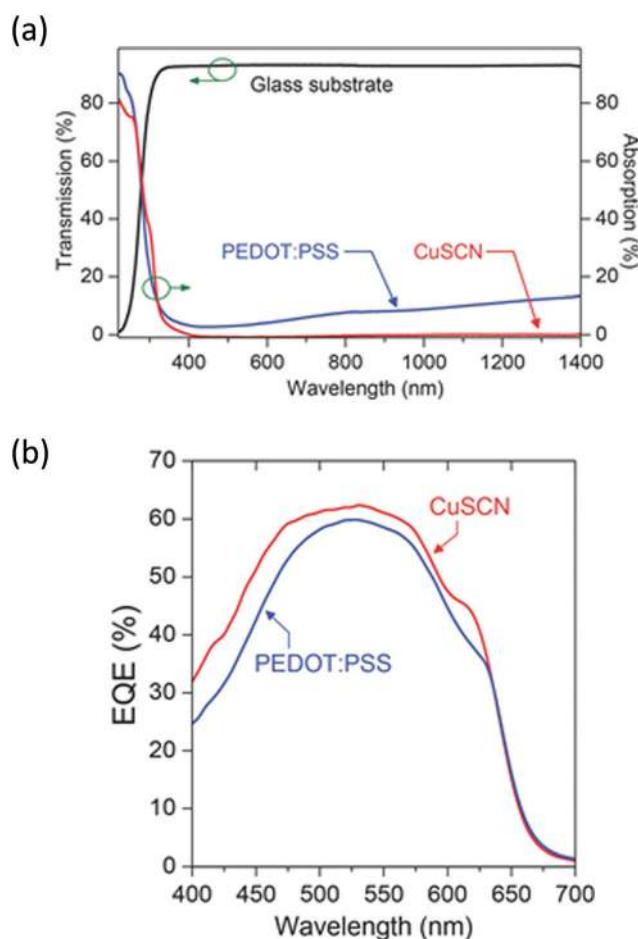 (a)
Transmission (%)
80
60
40
20
0
Glass substrate
PEDOT:PSS
CuSCN
80
60
40
20
0
Absorption (%)
400
600
800
1000
1200
1400
Wavelength (nm)
(b)
EQE (%)
70
60
50
40
30
20
10
0
CuSCN
PEDOT:PSS
400
450
500
550
600
650
700
Wavelength (nm)